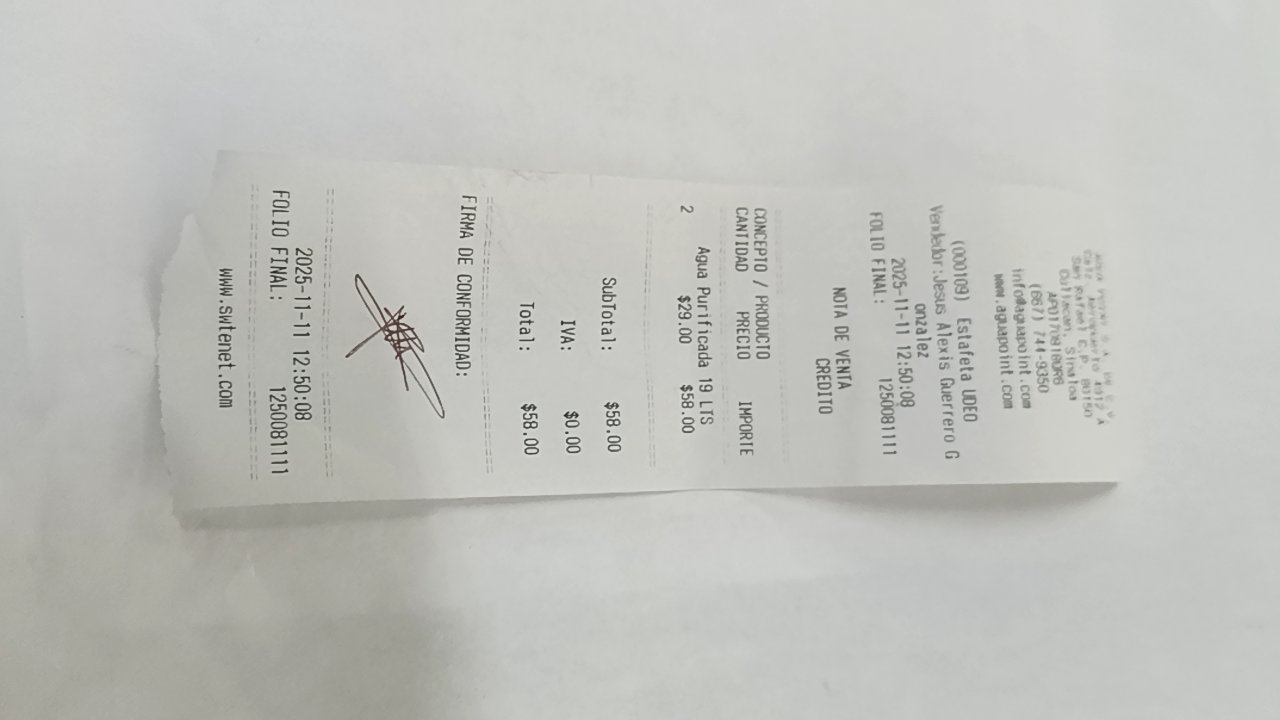 San Rafael C.P. 80150
Culiacan, Sinaloa
(667) 744-9350
info@aguapoint.com
www.aguapoint.com
(000109) Estafeta UDEO
Vendedor:Jesus Alexis Guerrero G
onzalez
2025-11-11 12:50:08
FOLIO FINAL: 1250081111
NOTA DE VENTA
CREDITO
CONCEPTO / PRODUCTO
CANTIDAD PRECIO IMPORTE
Agua Purificada 19 LTS
2 $29.00 $58.00
SubTotal: $58.00
IVA: $0.00
Total: $58.00
FIRMA DE CONFORMIDAD:
2025-11-11 12:50:08
FOLIO FINAL: 1250081111
www.swtenet.com